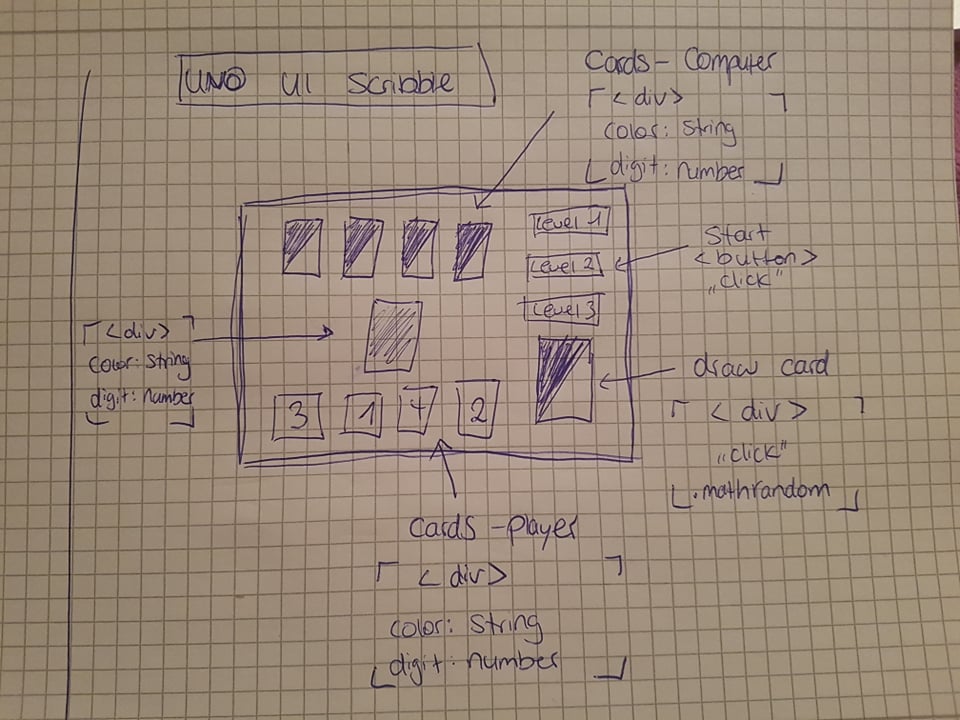 UNO UI Scribble
Cards - Computer
<div>
color: String
digit: number
Level 1
Level 2
Level 3
Start
<button>
„click"
<div>
color: String
digit: number
draw card
<div>
„click"
.mathrandom
3 1 4 2
Cards - Player
<div>
color: String
digit: number